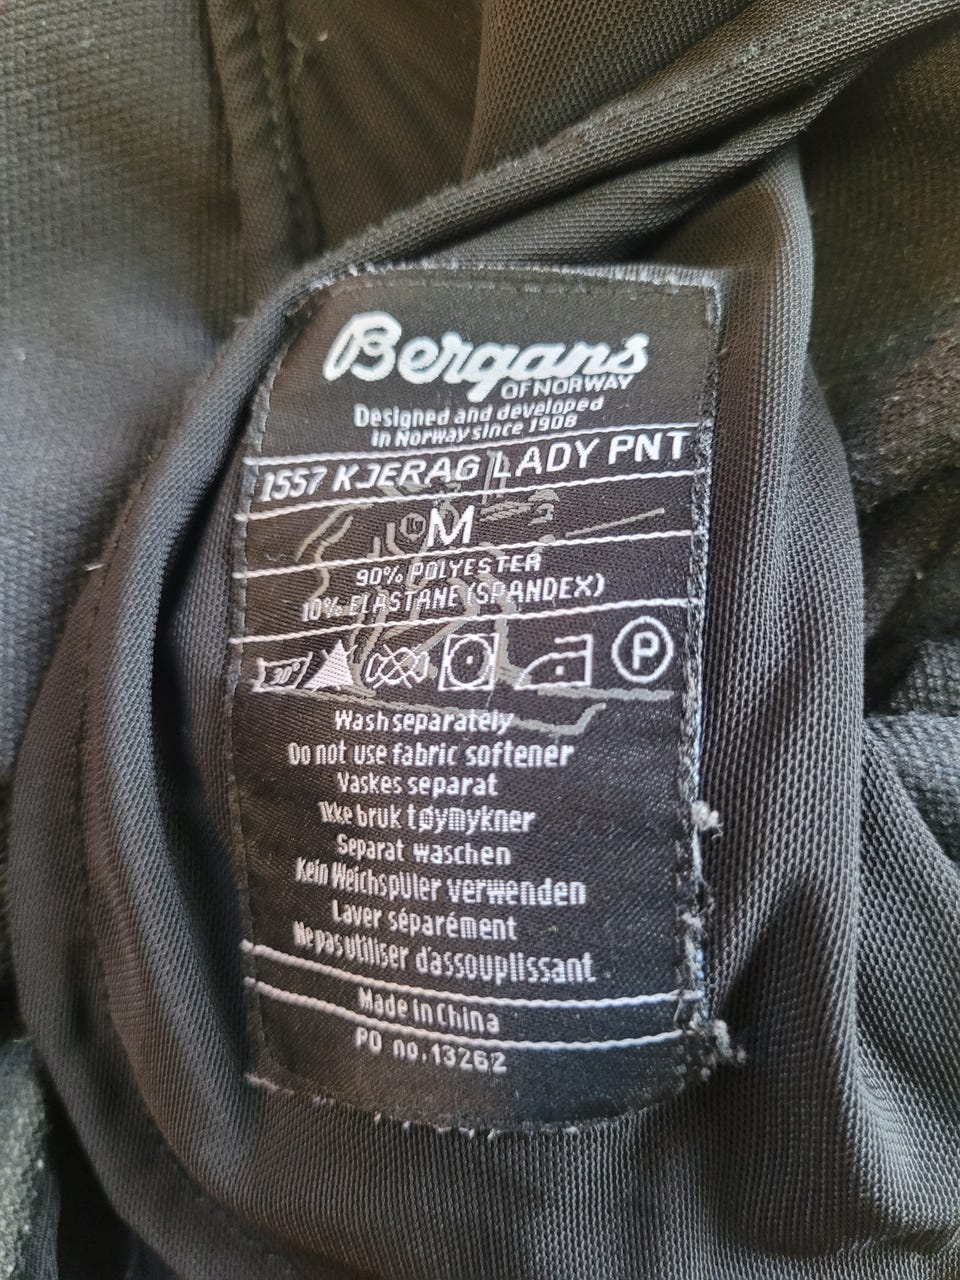 Bergans
OF NORWAY
Designed and developed
in Norway since 1908
1557 KJERAG LADY PNT
M
90% POLYESTER
10% ELASTANE (SPANDEX)
30° P
Wash separately
Do not use fabric softener
Vaskes separat
Ikke bruk tøymykner
Separat waschen
Kein Weichspüler verwenden
Laver séparément
Ne pas utiliser d'assouplissant
Made in China
PO no.13262